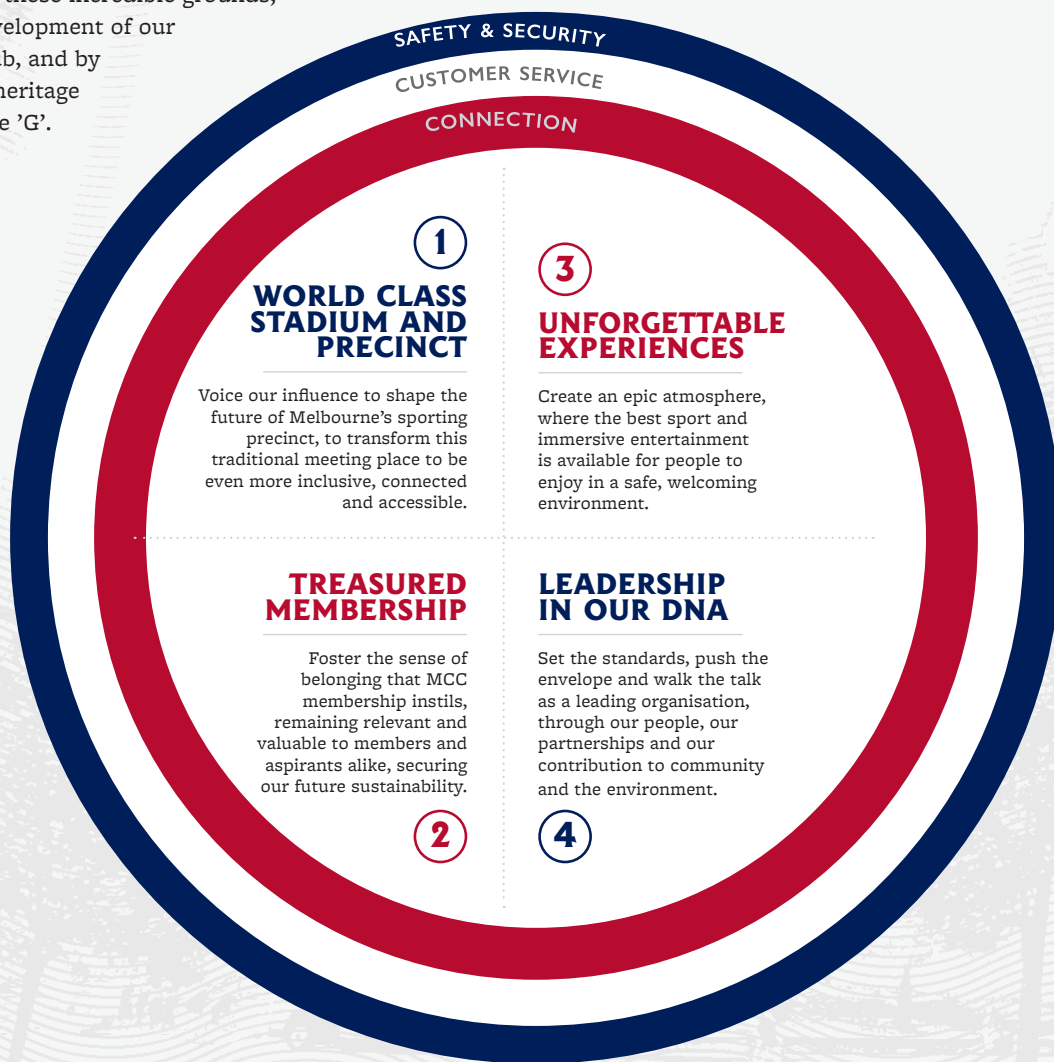 these incredible grounds,
velopment of our
b, and by
heritage
e ’G’.
SAFETY & SECURITY
CUSTOMER SERVICE
CONNECTION
1
WORLD CLASS
STADIUM AND
PRECINCT
Voice our influence to shape the
future of Melbourne’s sporting
precinct, to transform this
traditional meeting place to be
even more inclusive, connected
and accessible.
TREASURED
MEMBERSHIP
Foster the sense of
belonging that MCC
membership instils,
remaining relevant and
valuable to members and
aspirants alike, securing
our future sustainability.
2
3
UNFORGETTABLE
EXPERIENCES
Create an epic atmosphere,
where the best sport and
immersive entertainment
is available for people to
enjoy in a safe, welcoming
environment.
LEADERSHIP
IN OUR DNA
Set the standards, push the
envelope and walk the talk
as a leading organisation,
through our people, our
partnerships and our
contribution to community
and the environment.
4